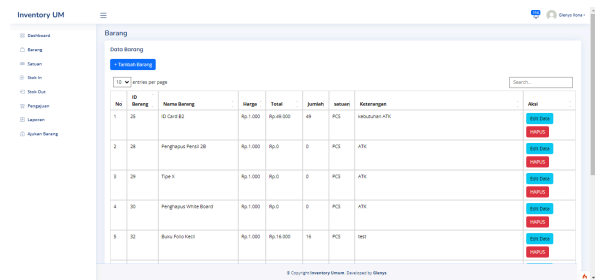 Inventory UM
Glenys Ilona
Dashboard
Barang
Satuan
Stok In
Stok Out
Pengajuan
Laporan
Ajukan Barang
Barang
Data Barang
+ Tambah Barang
10 entries per page
Search...
No ID Barang Nama Barang Harga Total Jumlah satuan Keterangan Aksi
1 26 ID Card B2 Rp.1.000 Rp.49.000 49 PCS kebutuhan ATK Edit Data
HAPUS
2 28 Penghapus Pensil 2B Rp.1.000 Rp.0 0 PCS ATK Edit Data
HAPUS
3 29 Tipe X Rp.1.000 Rp.0 0 PCS ATK Edit Data
HAPUS
4 30 Penghapus White Board Rp.1.000 Rp.0 0 PCS ATK Edit Data
HAPUS
5 32 Buku Folio Kecil Rp.1.000 Rp.16.000 16 PCS test Edit Data
HAPUS
© Copyright Inventory Umum. Developed by Glenys